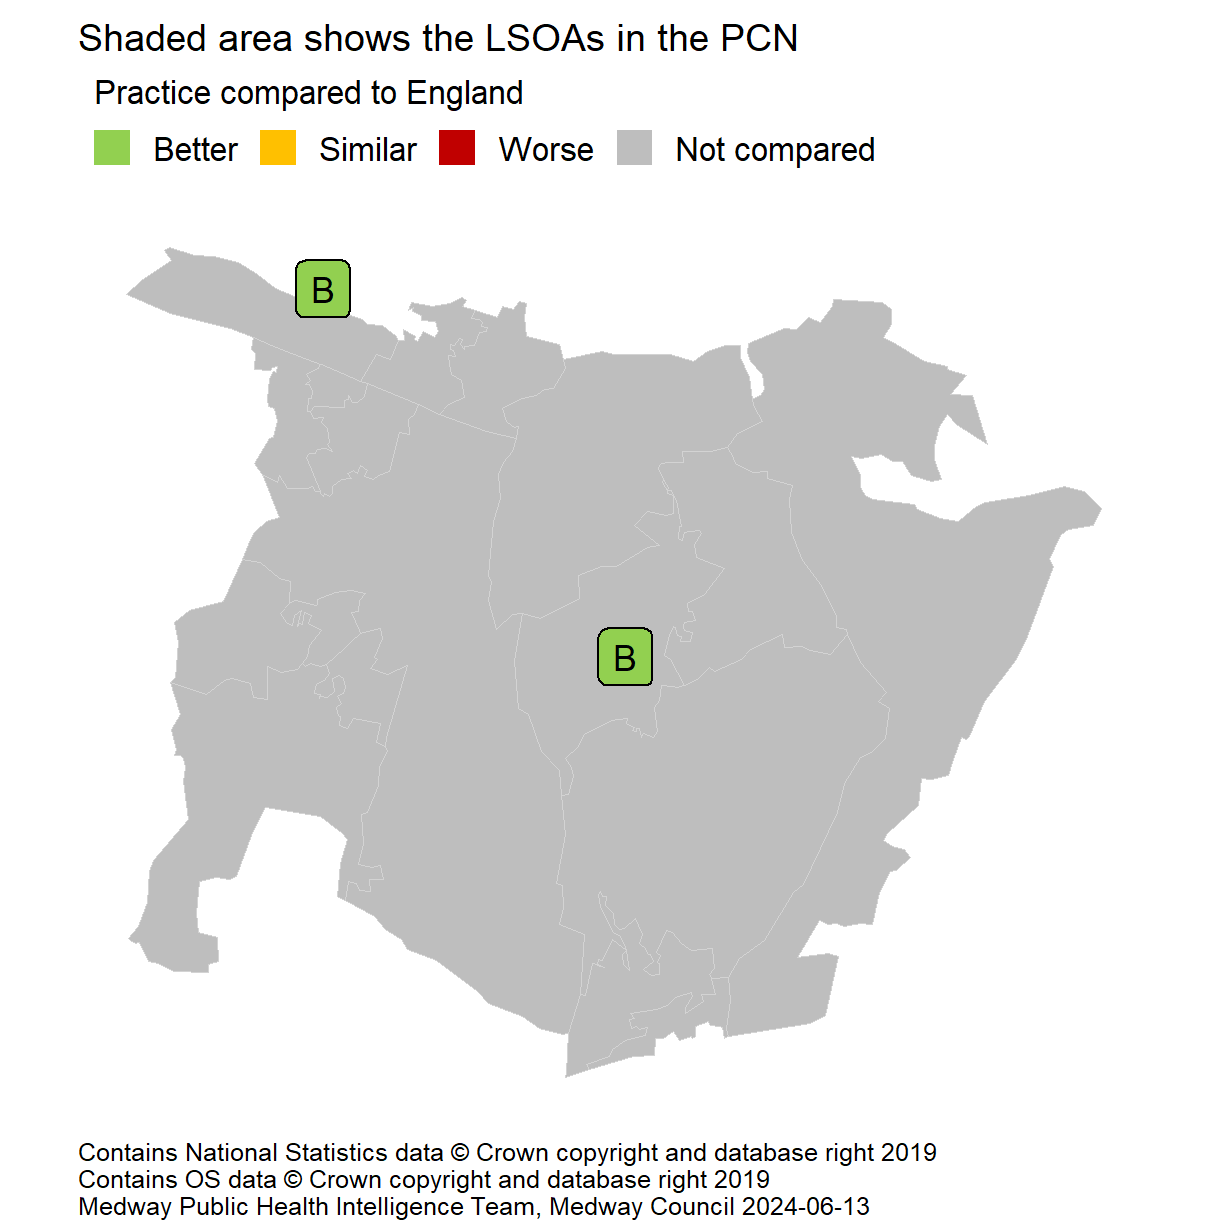 Shaded area shows the LSOAs in the PCN
Practice compared to England
Better Similar Worse Not compared
B
B
Contains National Statistics data © Crown copyright and database right 2019
Contains OS data © Crown copyright and database right 2019
Medway Public Health Intelligence Team, Medway Council 2024-06-13